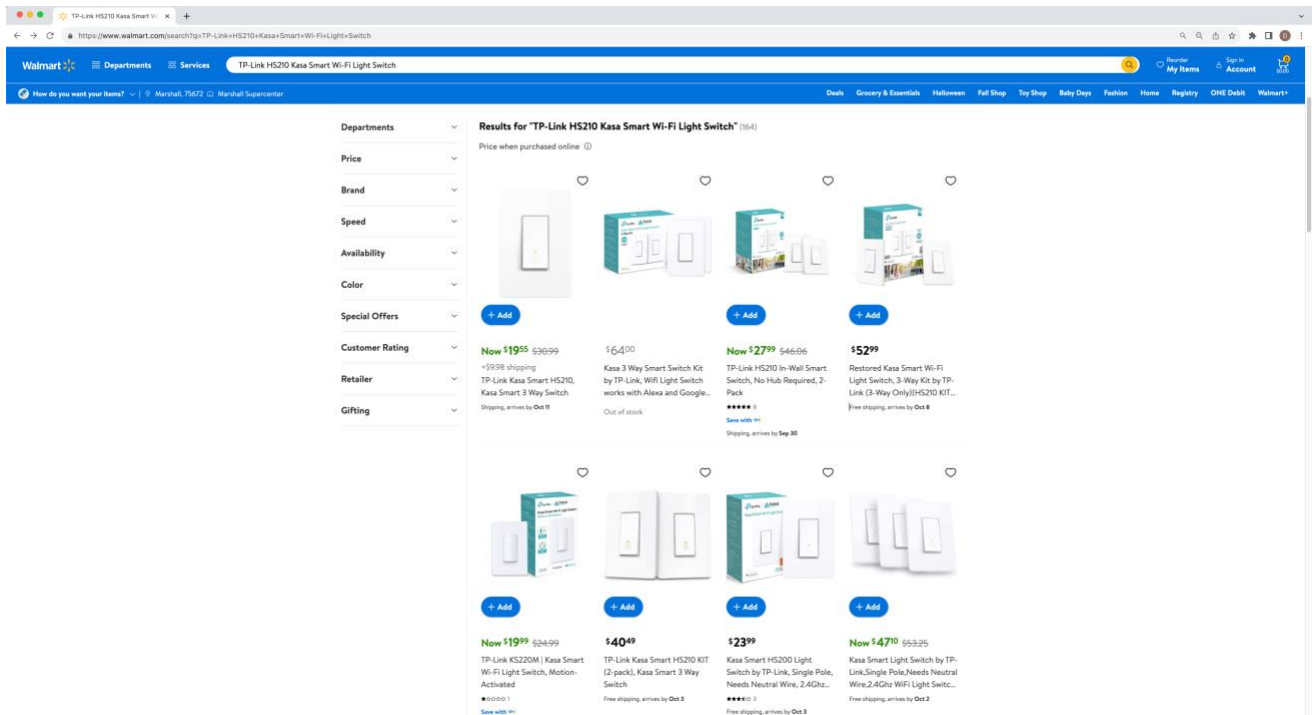 TP-Link HS210 Kasa Smart Wi-
https://www.walmart.com/search?q=TP-Link+HS210+Kasa+Smart+Wi-Fi+Light+Switch
Walmart Departments Services TP-Link HS210 Kasa Smart Wi-Fi Light Switch Reorder My Items Sign In Account 0 $0.00
How do you want your items? Marshall, 75672 Marshall Supercenter Deals Grocery & Essentials Halloween Fall Shop Toy Shop Baby Days Fashion Home Registry ONE Debit Walmart+
Departments
Price
Brand
Speed
Availability
Color
Special Offers
Customer Rating
Retailer
Gifting
Results for "TP-Link HS210 Kasa Smart Wi-Fi Light Switch" (164)
Price when purchased online
+ Add
Now $19.55 $30.99
+$9.98 shipping
TP-Link Kasa Smart HS210,
Kasa Smart 3 Way Switch
Shipping, arrives by Oct 11
$64.00
Kasa 3 Way Smart Switch Kit
by TP-Link, Wifi Light Switch
works with Alexa and Google...
Out of stock
+ Add
Now $27.99 $46.06
TP-Link HS210 In-Wall Smart
Switch, No Hub Required, 2-
Pack
Save with
Shipping, arrives by Sep 30
+ Add
$52.99
Restored Kasa Smart Wi-Fi
Light Switch, 3-Way Kit by TP-
Link (3-Way Only)(HS210 KIT...
Free shipping, arrives by Oct 8
+ Add
Now $19.99 $24.99
TP-Link KS220M | Kasa Smart
Wi-Fi Light Switch, Motion-
Activated
1
Save with
+ Add
$40.49
TP-Link Kasa Smart HS210 KIT
(2-pack), Kasa Smart 3 Way
Switch
Free shipping, arrives by Oct 3
+ Add
$23.99
Kasa Smart HS200 Light
Switch by TP-Link, Single Pole,
Needs Neutral Wire, 2.4Ghz...
3
Free shipping, arrives by Oct 3
+ Add
Now $47.10 $53.25
Kasa Smart Light Switch by TP-
Link,Single Pole,Needs Neutral
Wire,2.4Ghz WiFi Light Switc...
Free shipping, arrives by Oct 2